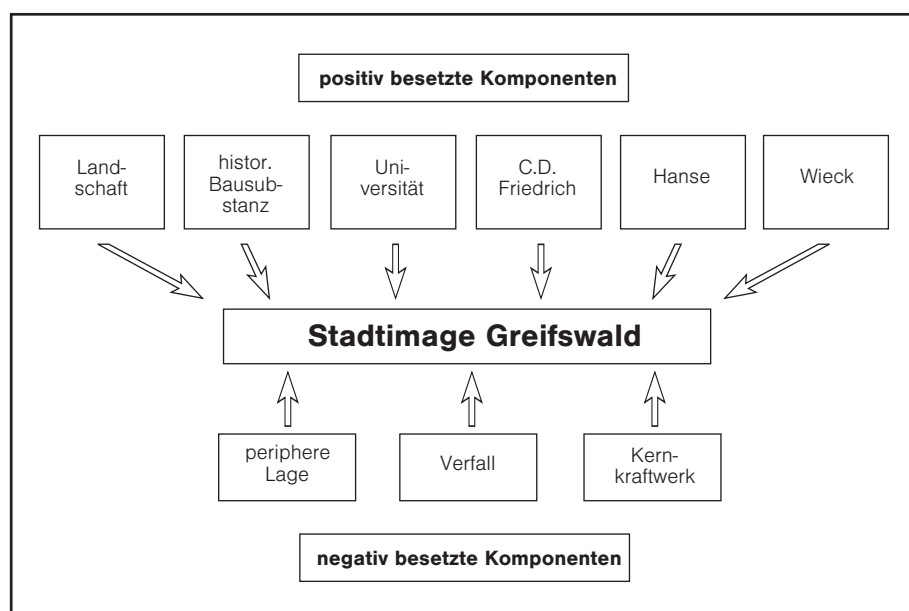 positiv besetzte Komponenten
Land-
schaft
histor.
Bausub-
stanz
Uni-
versität
C.D.
Friedrich
Hanse
Wieck
Stadtimage Greifswald
periphere
Lage
Verfall
Kern-
kraftwerk
negativ besetzte Komponenten